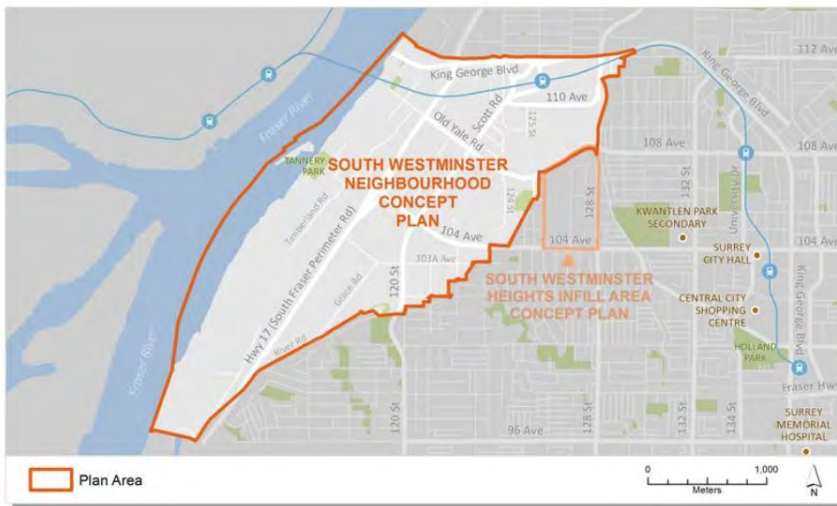 King George Blvd
112 Ave
King George Blvd
Fraser River
Scott Rd
110 Ave
125 St
Old Yale Rd
108 Ave
108 Ave
TANNERY
PARK
SOUTH WESTMINSTER
NEIGHBOURHOOD
CONCEPT
PLAN
Timberland Rd
124 St
128 St
132 St
University Dr
KWANTLEN PARK
SECONDARY
104 Ave
104 Ave
104 Ave
SURREY
CITY HALL
103A Ave
Hwy 17 (South Fraser Perimeter Rd)
Grace Rd
120 St
SOUTH WESTMINSTER
HEIGHTS INFILL AREA
CONCEPT PLAN
CENTRAL CITY
SHOPPING
CENTRE
King George Blvd
HOLLAND
PARK
Fraser River
River Rd
Fraser Hwy
120 St
96 Ave
128 St
132 St
134 St
SURREY
MEMORIAL
HOSPITAL
Plan Area
0
1,000
Meters
N